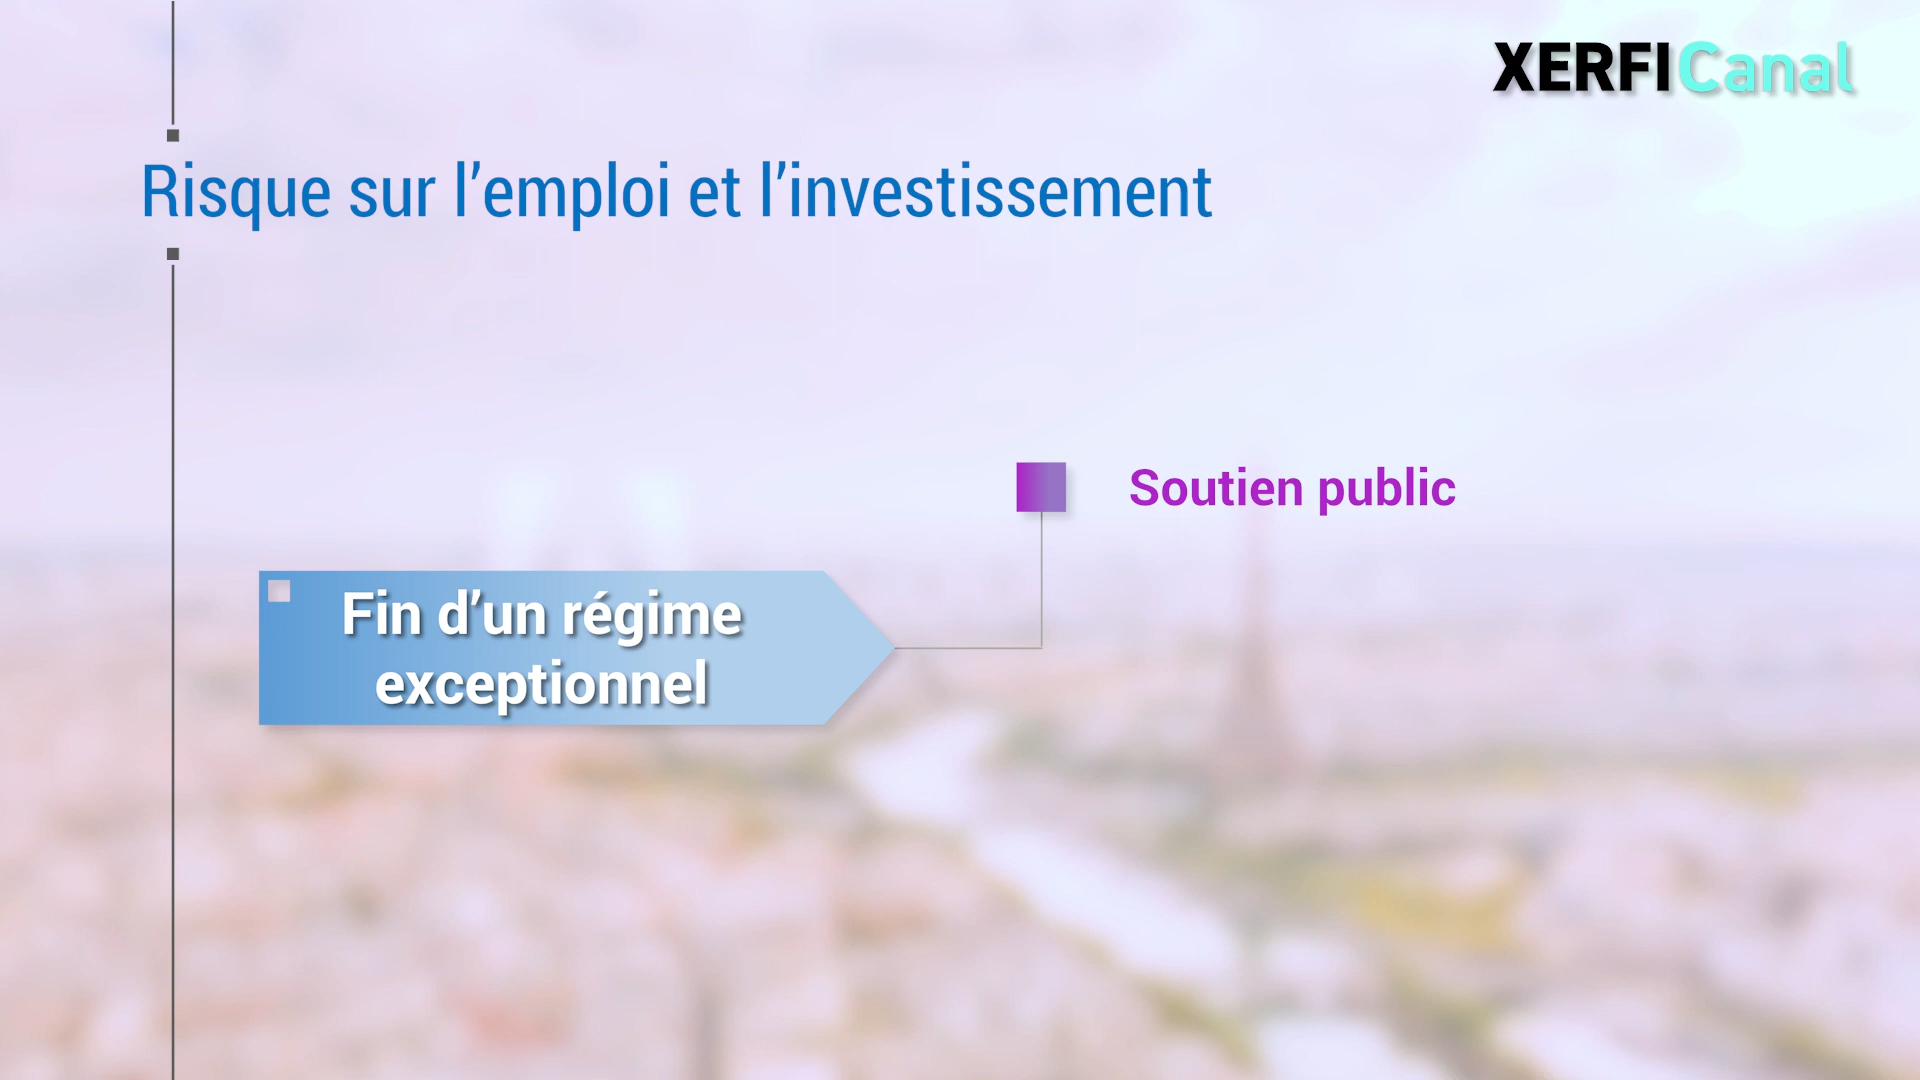 XERFI Canal
Risque sur l’emploi et l’investissement
Soutien public
Fin d’un régime
exceptionnel